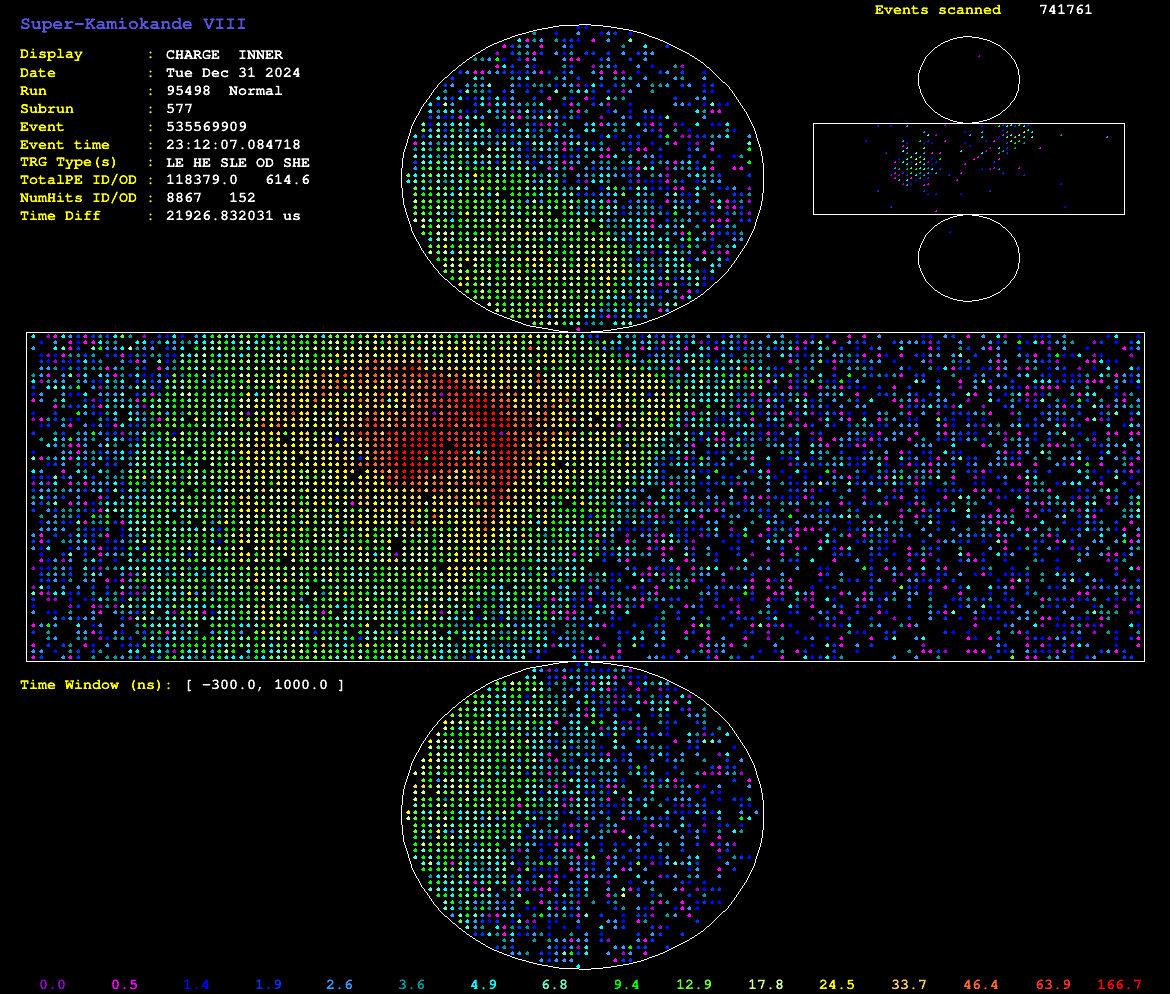 Super-Kamiokande VIII
Events scanned 741761
Display : CHARGE INNER
Date : Tue Dec 31 2024
Run : 95498 Normal
Subrun : 577
Event : 535569909
Event time : 23:12:07.084718
TRG Type(s) : LE HE SLE OD SHE
TotalPE ID/OD : 118379.0 614.6
NumHits ID/OD : 8867 152
Time Diff : 21926.832031 us
Time Window (ns): [ −300.0, 1000.0 ]
0.0 0.5 1.4 1.9 2.6 3.6 4.9 6.8 9.4 12.9 17.8 24.5 33.7 46.4 63.9 166.7